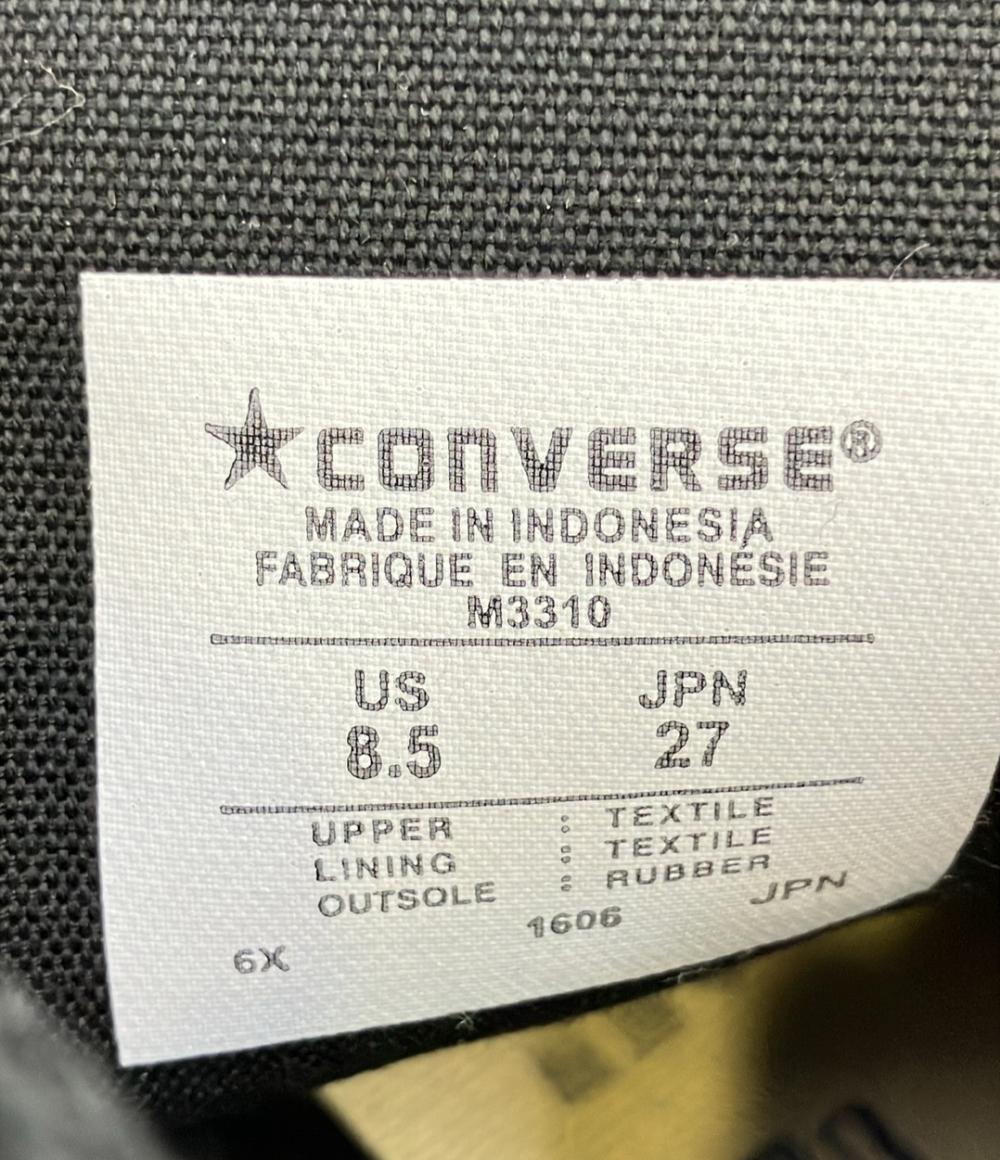 CONVERSE®
MADE IN INDONESIA
FABRIQUE EN INDONÉSIE
M3310
US JPN
8.5 27
UPPER : TEXTILE
LINING : TEXTILE
OUTSOLE : RUBBER
6X 1606 JPN